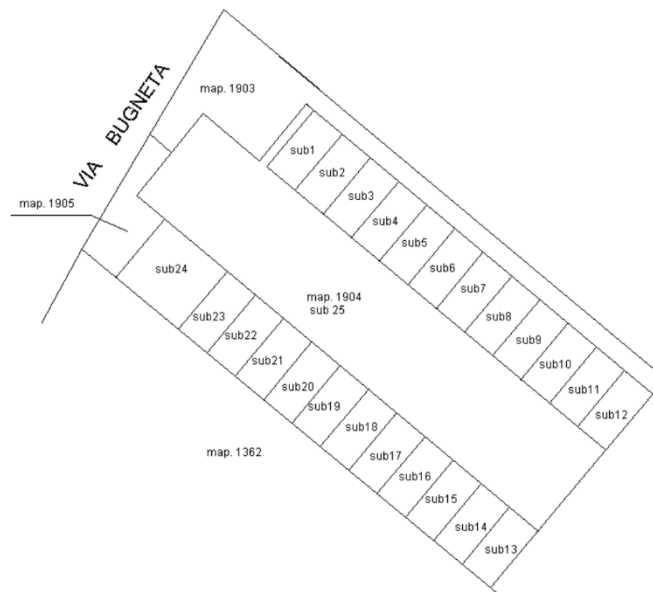 map. 1903
VIA BUGNETA
map. 1905
sub1
sub2
sub3
sub4
sub5
sub6
sub7
sub8
sub9
sub10
sub11
sub12
map. 1904
sub 25
sub24
sub23
sub22
sub21
sub20
sub19
sub18
sub17
sub16
sub15
sub14
sub13
map. 1362